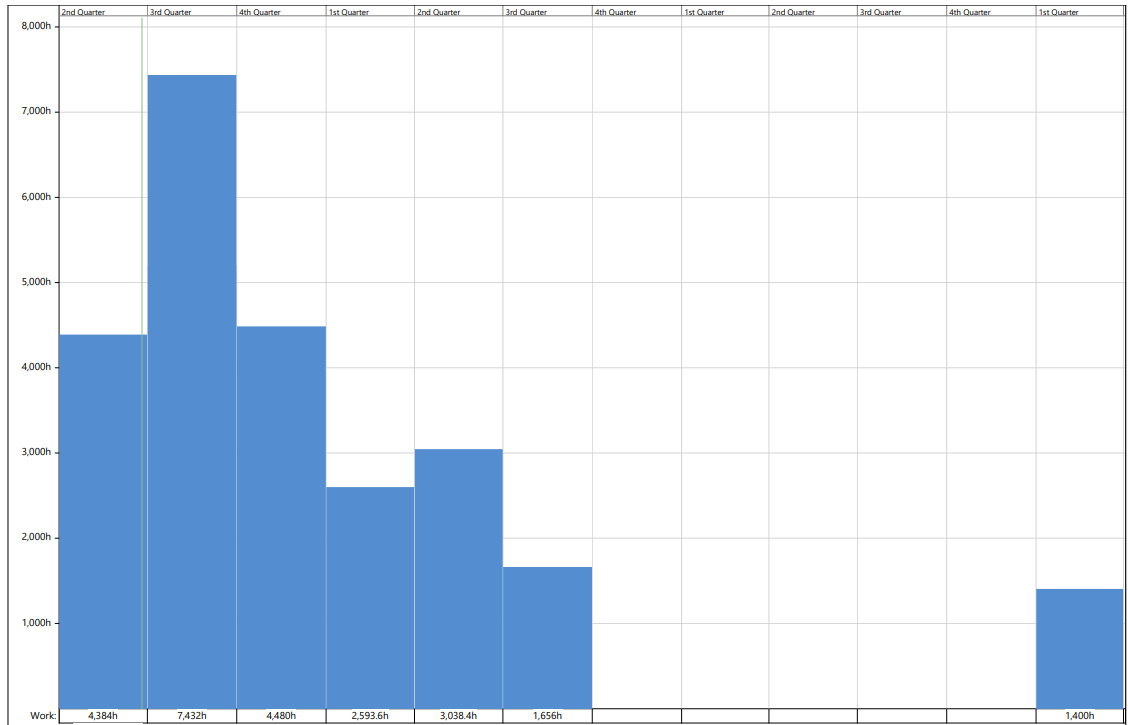 2nd Quarter 3rd Quarter 4th Quarter 1st Quarter 2nd Quarter 3rd Quarter 4th Quarter 1st Quarter 2nd Quarter 3rd Quarter 4th Quarter 1st Quarter
8,000h
7,000h
6,000h
5,000h
4,000h
3,000h
2,000h
1,000h
Work: 4,384h 7,432h 4,480h 2,593.6h 3,038.4h 1,656h 1,400h